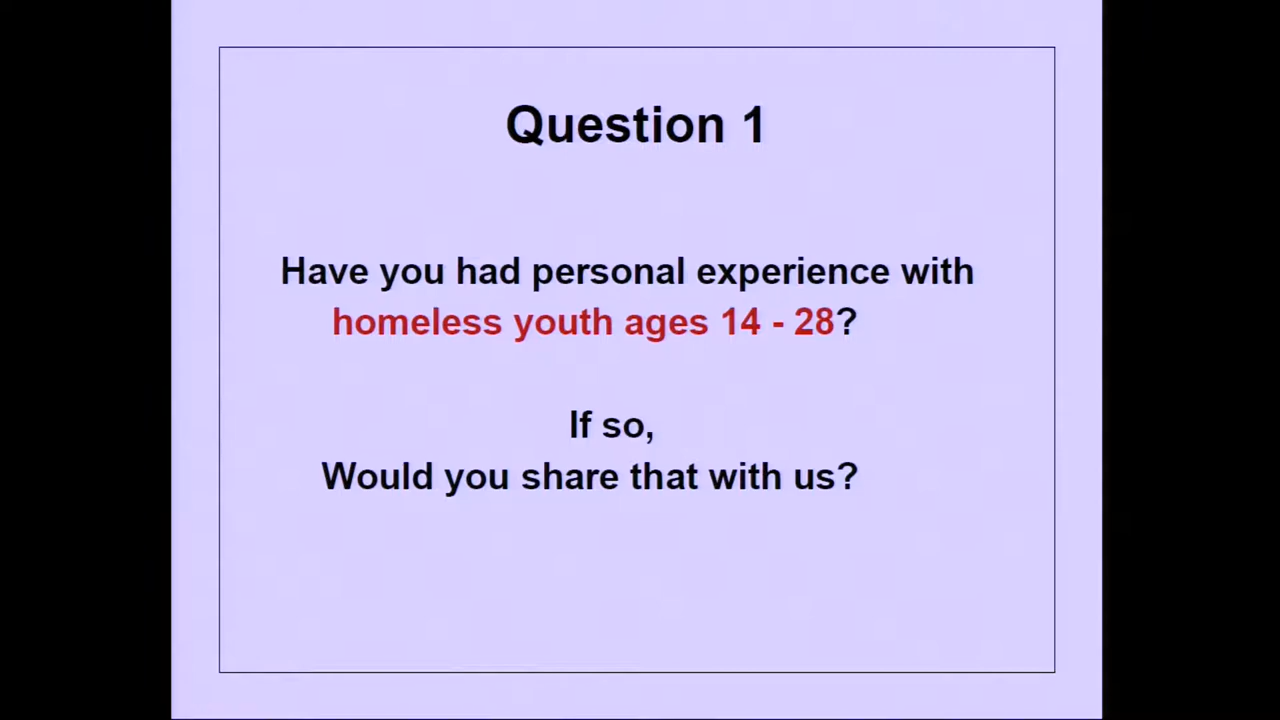 Question 1
Have you had personal experience with
homeless youth ages 14 - 28?
If so,
Would you share that with us?